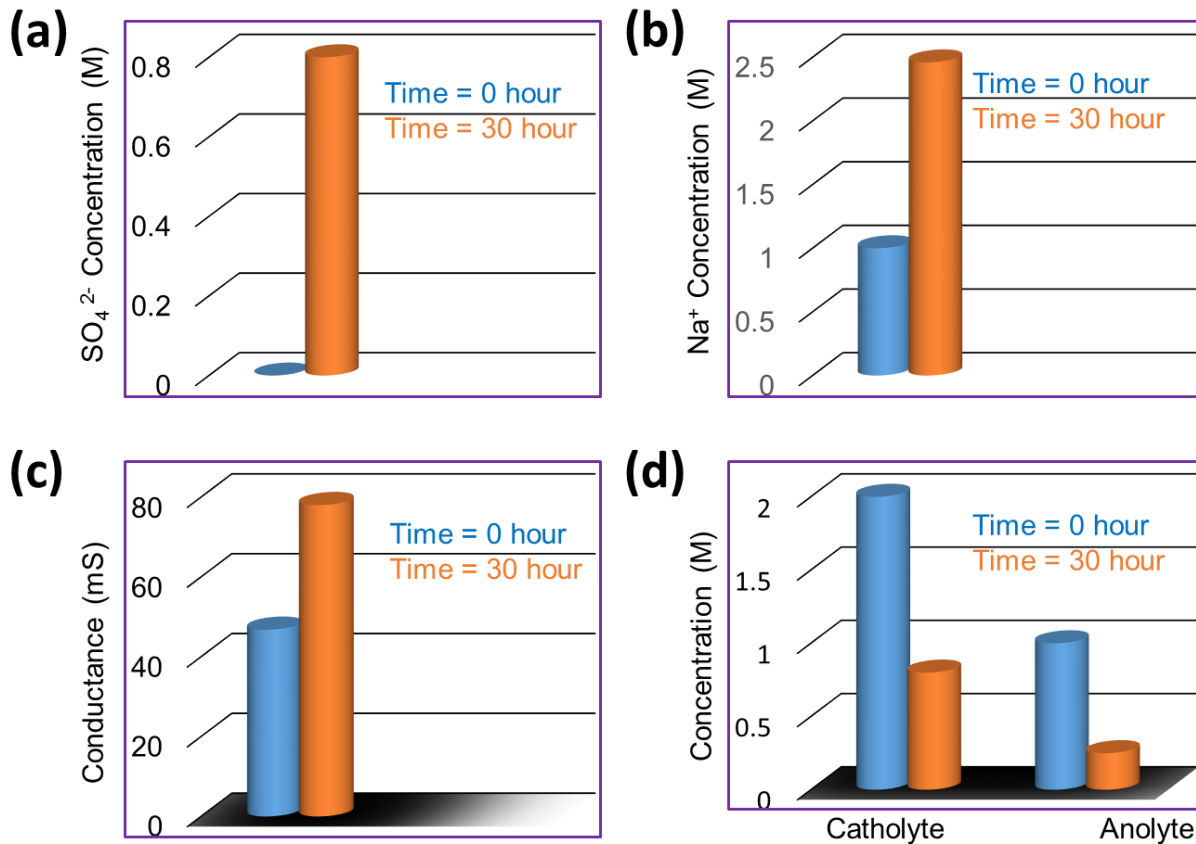 (a)
SO₄²⁻ Concentration (M)
0.8
0.6
0.4
0.2
0
Time = 0 hour
Time = 30 hour
(b)
Na⁺ Concentration (M)
2.5
2
1.5
1
0.5
0
Time = 0 hour
Time = 30 hour
(c)
Conductance (mS)
80
60
40
20
0
Time = 0 hour
Time = 30 hour
(d)
Concentration (M)
2
1.5
1
0.5
0
Time = 0 hour
Time = 30 hour
Catholyte Anolyte